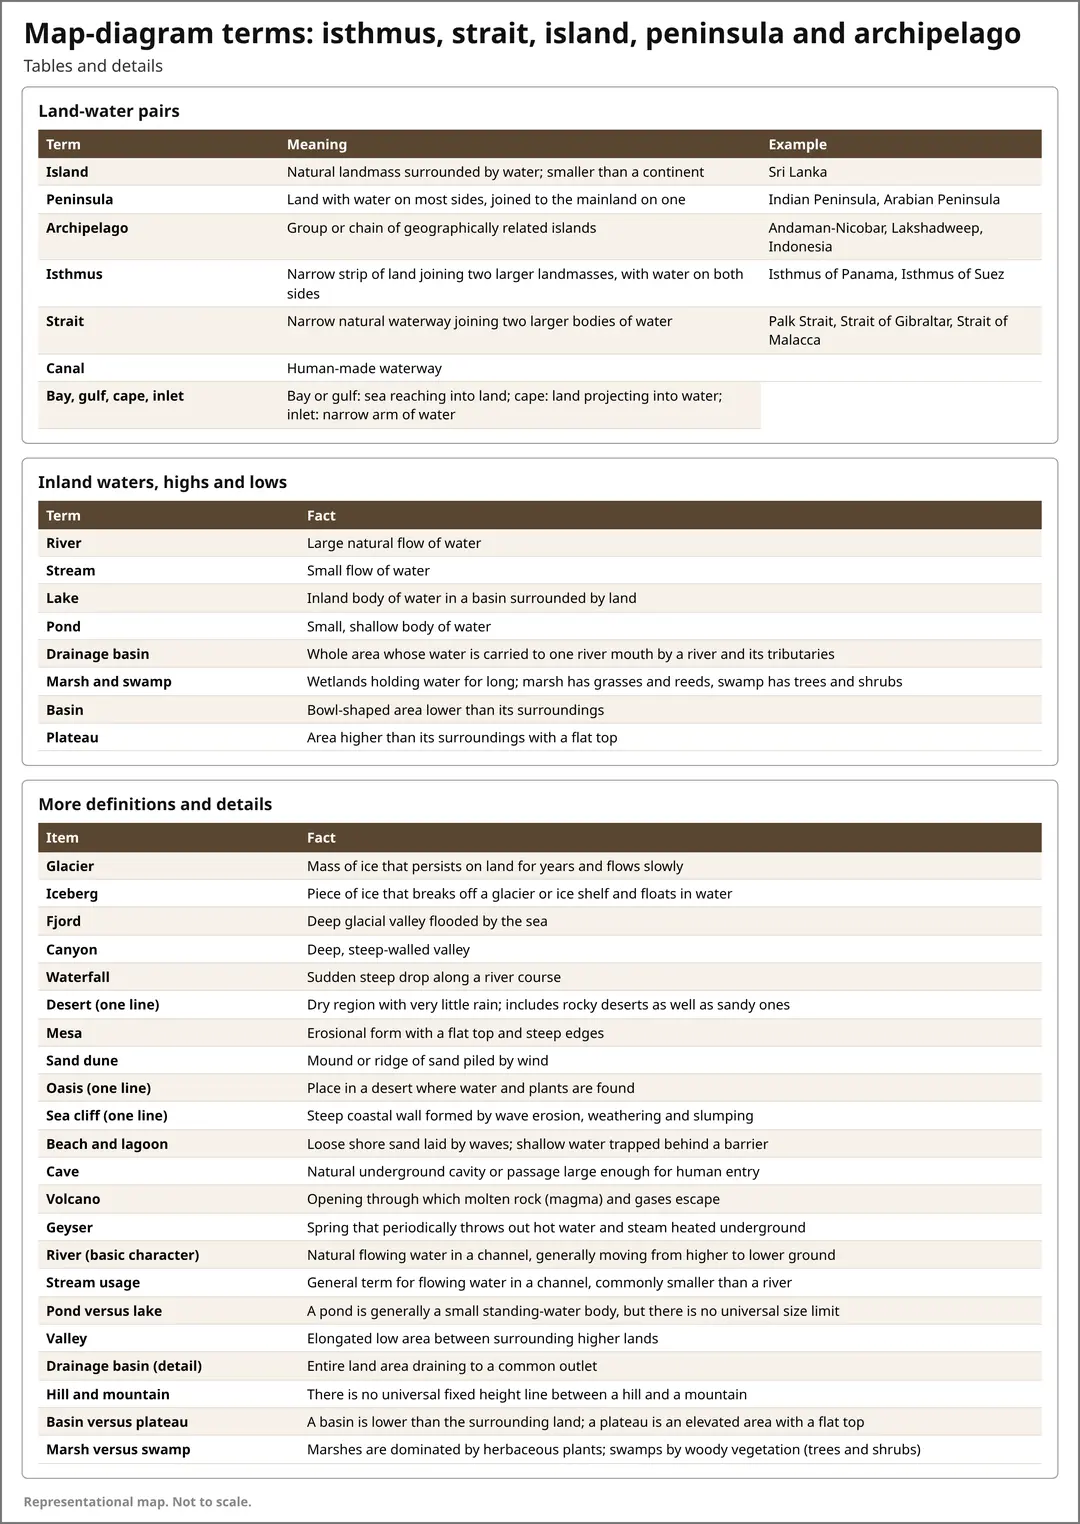 Map-diagram terms: isthmus, strait, island, peninsula and archipelago
Tables and details
Land-water pairs
Term Meaning Example
Island Natural landmass surrounded by water; smaller than a continent Sri Lanka
Peninsula Land with water on most sides, joined to the mainland on one Indian Peninsula, Arabian Peninsula
Archipelago Group or chain of geographically related islands Andaman-Nicobar, Lakshadweep,
Indonesia
Isthmus Narrow strip of land joining two larger landmasses, with water on both Isthmus of Panama, Isthmus of Suez
sides
Strait Narrow natural waterway joining two larger bodies of water Palk Strait, Strait of Gibraltar, Strait of
Malacca
Canal Human-made waterway
Bay, gulf, cape, inlet Bay or gulf: sea reaching into land; cape: land projecting into water;
inlet: narrow arm of water
Inland waters, highs and lows
Term Fact
River Large natural flow of water
Stream Small flow of water
Lake Inland body of water in a basin surrounded by land
Pond Small, shallow body of water
Drainage basin Whole area whose water is carried to one river mouth by a river and its tributaries
Marsh and swamp Wetlands holding water for long; marsh has grasses and reeds, swamp has trees and shrubs
Basin Bowl-shaped area lower than its surroundings
Plateau Area higher than its surroundings with a flat top
More definitions and details
Item Fact
Glacier Mass of ice that persists on land for years and flows slowly
Iceberg Piece of ice that breaks off a glacier or ice shelf and floats in water
Fjord Deep glacial valley flooded by the sea
Canyon Deep, steep-walled valley
Waterfall Sudden steep drop along a river course
Desert (one line) Dry region with very little rain; includes rocky deserts as well as sandy ones
Mesa Erosional form with a flat top and steep edges
Sand dune Mound or ridge of sand piled by wind
Oasis (one line) Place in a desert where water and plants are found
Sea cliff (one line) Steep coastal wall formed by wave erosion, weathering and slumping
Beach and lagoon Loose shore sand laid by waves; shallow water trapped behind a barrier
Cave Natural underground cavity or passage large enough for human entry
Volcano Opening through which molten rock (magma) and gases escape
Geyser Spring that periodically throws out hot water and steam heated underground
River (basic character) Natural flowing water in a channel, generally moving from higher to lower ground
Stream usage General term for flowing water in a channel, commonly smaller than a river
Pond versus lake A pond is generally a small standing-water body, but there is no universal size limit
Valley Elongated low area between surrounding higher lands
Drainage basin (detail) Entire land area draining to a common outlet
Hill and mountain There is no universal fixed height line between a hill and a mountain
Basin versus plateau A basin is lower than the surrounding land; a plateau is an elevated area with a flat top
Marsh versus swamp Marshes are dominated by herbaceous plants; swamps by woody vegetation (trees and shrubs)
Representational map. Not to scale.